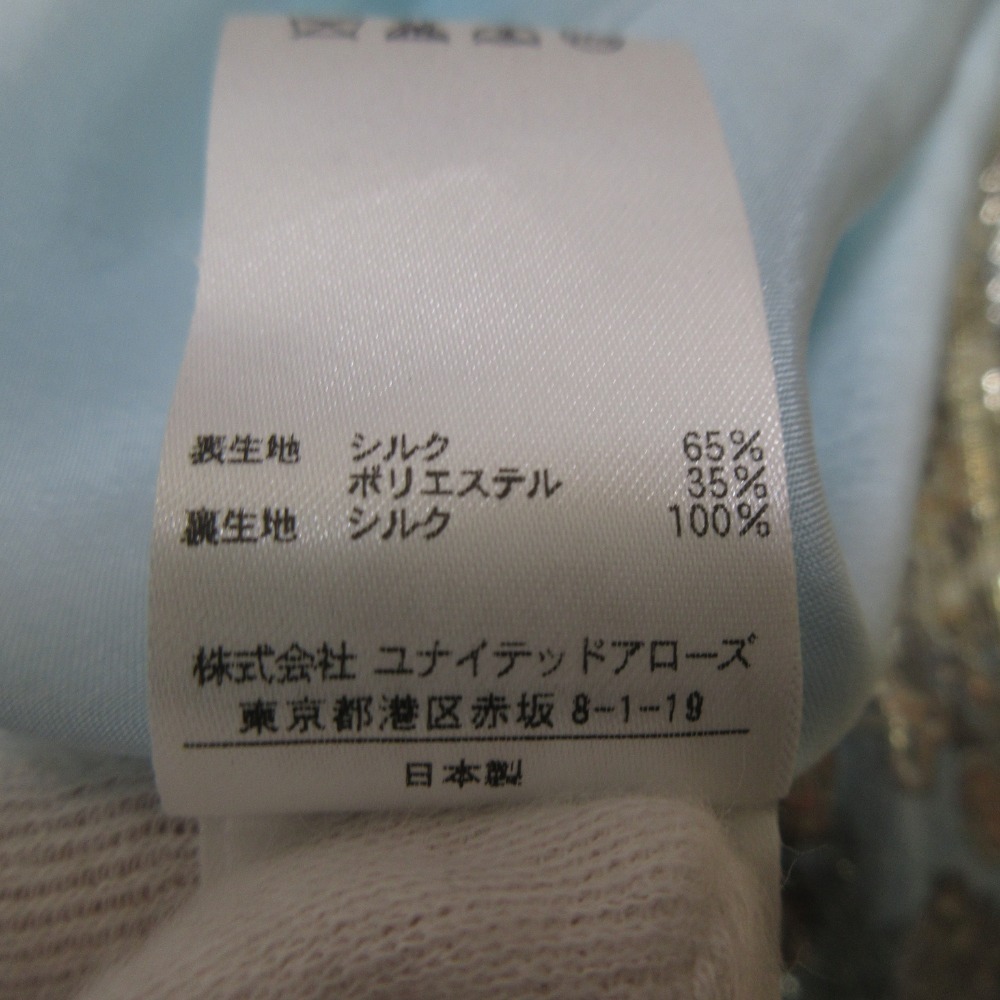 表生地 シルク 65%
ポリエステル 35%
裏生地 シルク 100%
株式会社 ユナイテッドアローズ
東京都港区赤坂 8-1-19
日本製